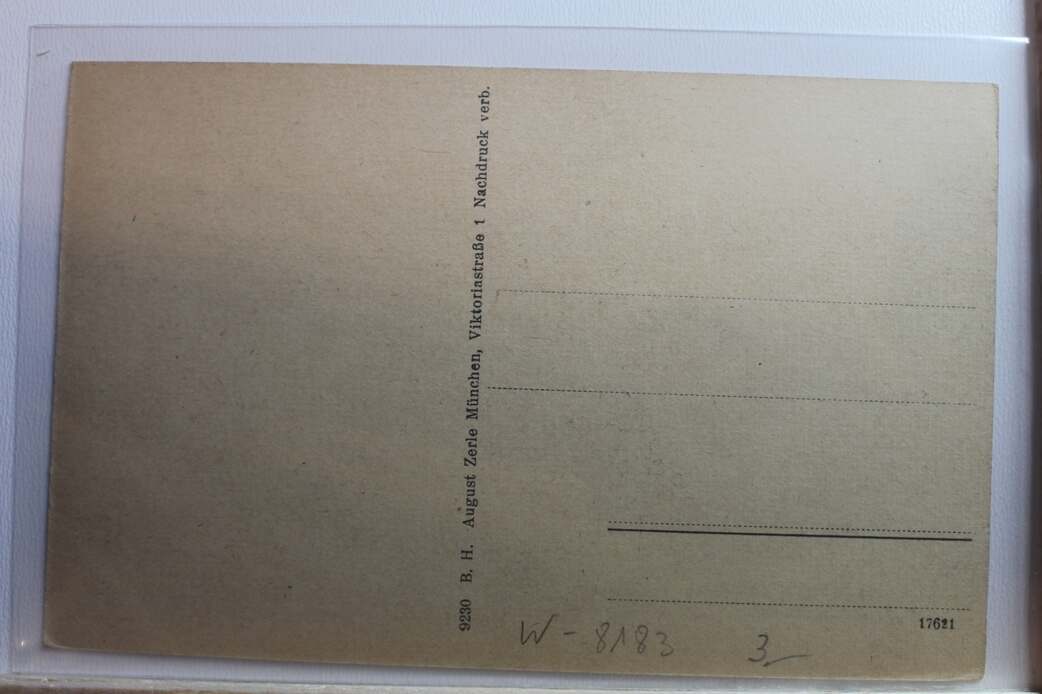 9230 B. H. August Zerle München, Viktoriastraße 1 Nachdruck verb.
17621
W - 8183
3,-